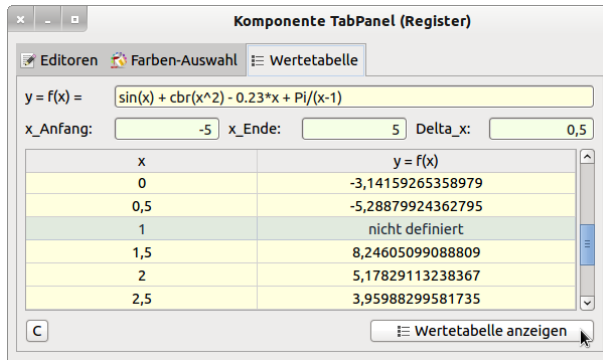 Komponente TabPanel (Register)
Editoren Farben-Auswahl Wertetabelle
y = f(x) = sin(x) + cbr(x^2) - 0.23*x + Pi/(x-1)
x_Anfang: -5 x_Ende: 5 Delta_x: 0,5
x y = f(x)
0 -3,14159265358979
0,5 -5,28879924362795
1 nicht definiert
1,5 8,24605099088809
2 5,17829113238367
2,5 3,95988299581735
C Wertetabelle anzeigen